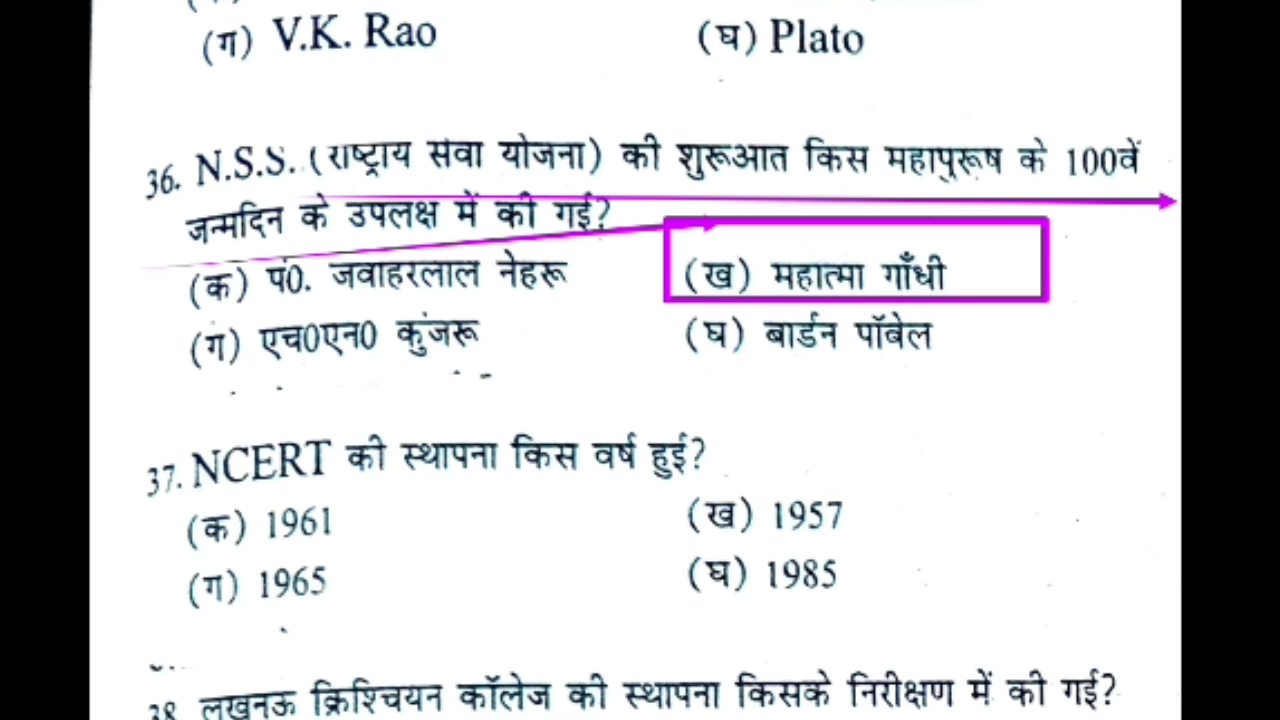 (ग) V.K. Rao (घ) Plato
36. N.S.S. (राष्ट्राय सवा योजना) की शुरूआत किस महापुरूष के 100वें
जन्मदिन के उपलक्ष में की गई?
(क) पं0. जवाहरलाल नेहरू (ख) महात्मा गाँधी
(ग) एच0एन0 कुंजरू (घ) बार्डन पॉबेल
37. NCERT की स्थापना किस वर्ष हुई?
(क) 1961 (ख) 1957
(ग) 1965 (घ) 1985
38. लखनऊ क्रिश्चियन कॉलेज की स्थापना किसके निरीक्षण में की गई?